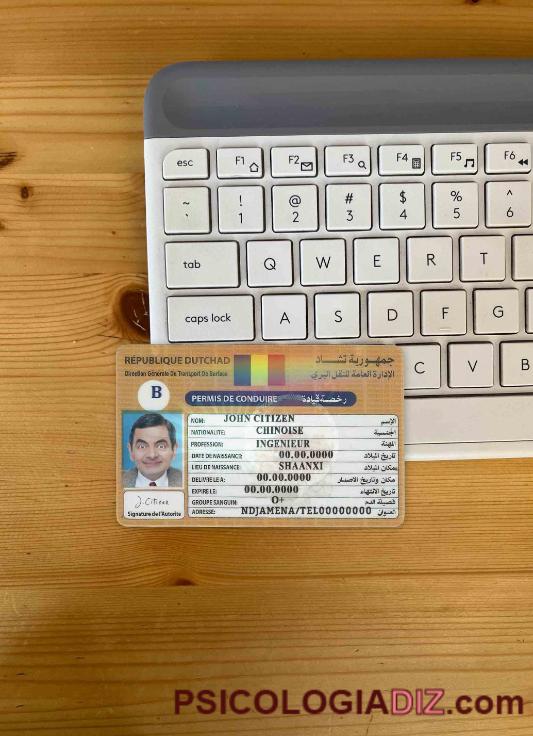 esc F1 F2 F3 F4 F5 F6
~ ! @ # $ % ^
` 1 2 3 4 5 6
tab Q W E R T
caps lock A S D F G
C V B
RÉPUBLIQUE DUTCHAD جمهورية تشاد
Direction Génerale De Transport De Surface الإدارة العامة للنقل البري
B
PERMIS DE CONDUIRE رخصة قيادة
NOM: JOHN CITIZEN الإسم
NATIONALITE: CHINOISE الجنسية
PROFESSION: INGENIEUR المهنة
DATE DE NAISSANCE: 00.00.0000 تاريخ الميلاد
LIEU DE NAISSANCE: SHAANXI بمكان الميلاد
DELIVRE LE A: 00.00.0000 مكان وتاريخ الاصدار
EXPIRE LE: 00.00.0000 تاريخ الانتهاء
GROUPE SANGUIN: O+ فصيلة الدم
ADRESSE: NDJAMENA/TEL00000000 العنوان
J. Citizen
Signature de l'Autorite
PSICOLOGIADIZ.com